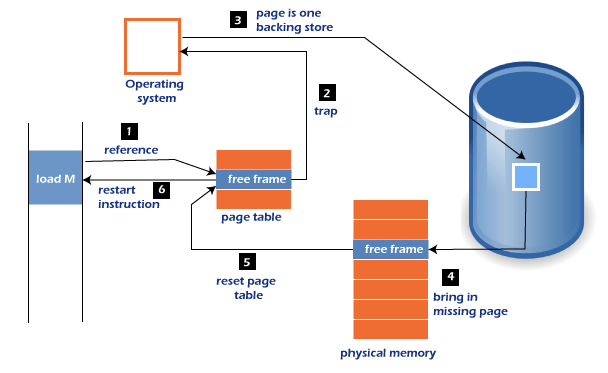 3
page is one
backing store
Operating
system
2
trap
1
reference
load M
free frame
restart
instruction
6
page table
free frame
5
reset page
table
4
bring in
missing page
physical memory